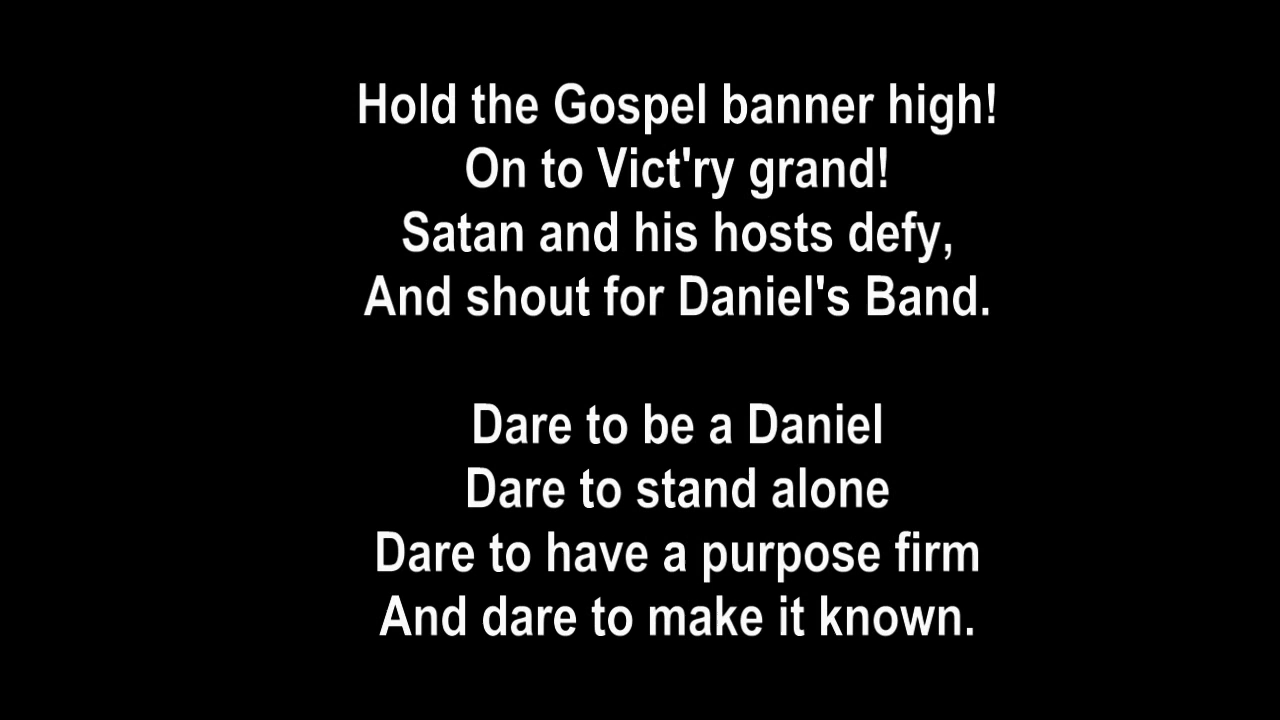 Hold the Gospel banner high!
On to Vict'ry grand!
Satan and his hosts defy,
And shout for Daniel's Band.
Dare to be a Daniel
Dare to stand alone
Dare to have a purpose firm
And dare to make it known.